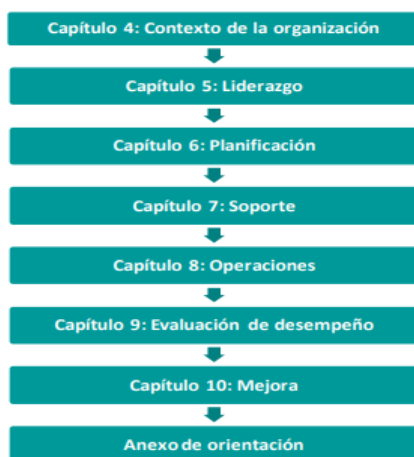 Capítulo 4: Contexto de la organización
Capítulo 5: Liderazgo
Capítulo 6: Planificación
Capítulo 7: Soporte
Capítulo 8: Operaciones
Capítulo 9: Evaluación de desempeño
Capítulo 10: Mejora
Anexo de orientación